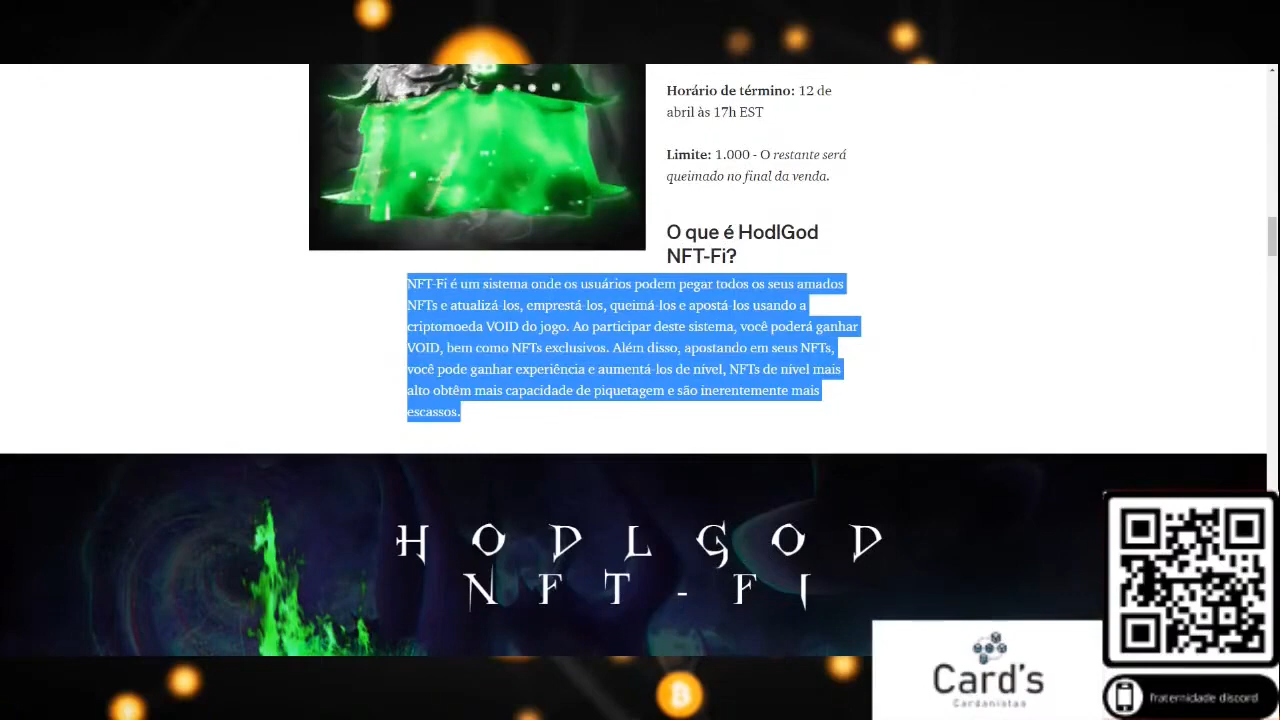 Horário de término: 12 de
abril às 17h EST
Limite: 1.000 - O restante será
queimado no final da venda.
O que é HodlGod
NFT-Fi?
NFT-Fi é um sistema onde os usuários podem pegar todos os seus amados
NFTs e atualizá-los, emprestá-los, queimá-los e apostá-los usando a
criptomoeda VOID do jogo. Ao participar deste sistema, você poderá ganhar
VOID, bem como NFTs exclusivos. Além disso, apostando em seus NFTs,
você pode ganhar experiência e aumentá-los de nível, NFTs de nível mais
alto obtêm mais capacidade de piquetagem e são inerentemente mais
escassos.
HODLGOD
NFT-FI
Card's
Cardanistas
fraternidade discord